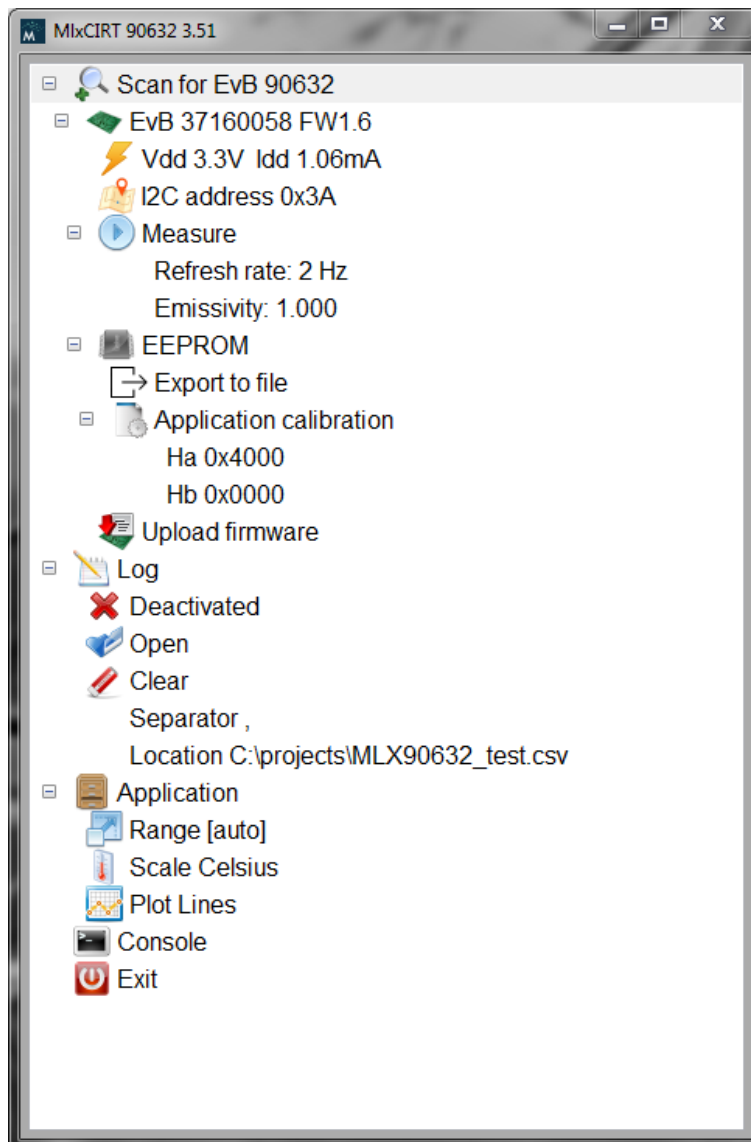 MlxCIRT 90632 3.51
Scan for EvB 90632
EvB 37160058 FW1.6
Vdd 3.3V Idd 1.06mA
I2C address 0x3A
Measure
Refresh rate: 2 Hz
Emissivity: 1.000
EEPROM
Export to file
Application calibration
Ha 0x4000
Hb 0x0000
Upload firmware
Log
Deactivated
Open
Clear
Separator ,
Location C:\projects\MLX90632_test.csv
Application
Range [auto]
Scale Celsius
Plot Lines
Console
Exit